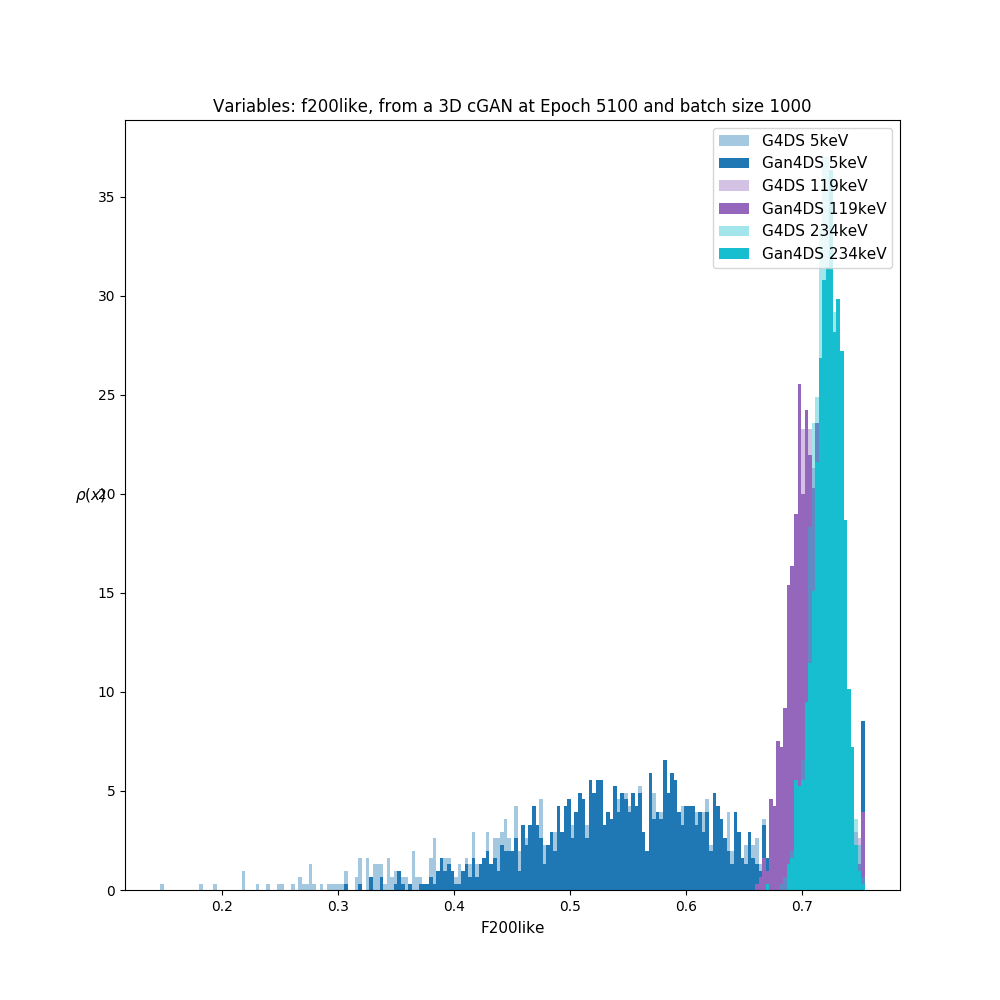 Variables: f200like, from a 3D cGAN at Epoch 5100 and batch size 1000
G4DS 5keV
Gan4DS 5keV
G4DS 119keV
Gan4DS 119keV
G4DS 234keV
Gan4DS 234keV
35
30
25
ρ(x)
20
15
10
5
0
0.2 0.3 0.4 0.5 0.6 0.7
F200like